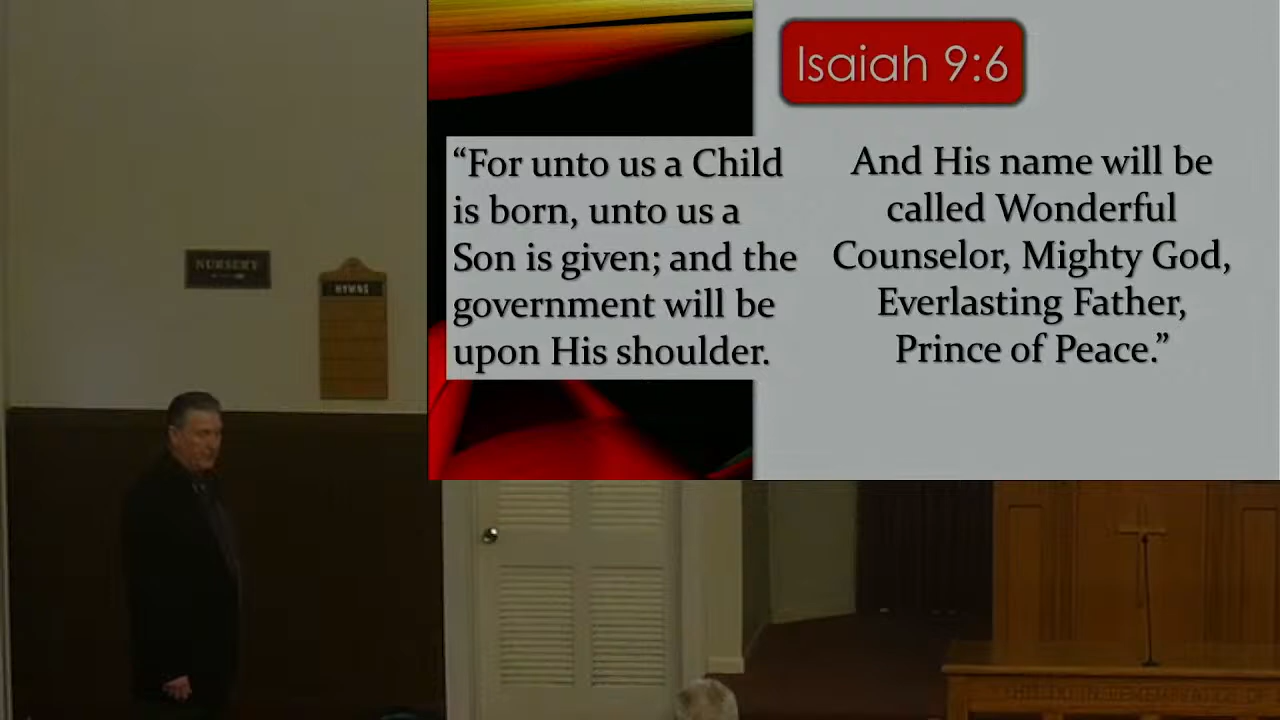 Isaiah 9:6
“For unto us a Child
is born, unto us a
Son is given; and the
government will be
upon His shoulder.
And His name will be
called Wonderful
Counselor, Mighty God,
Everlasting Father,
Prince of Peace.”
NURSERY
HYMNS